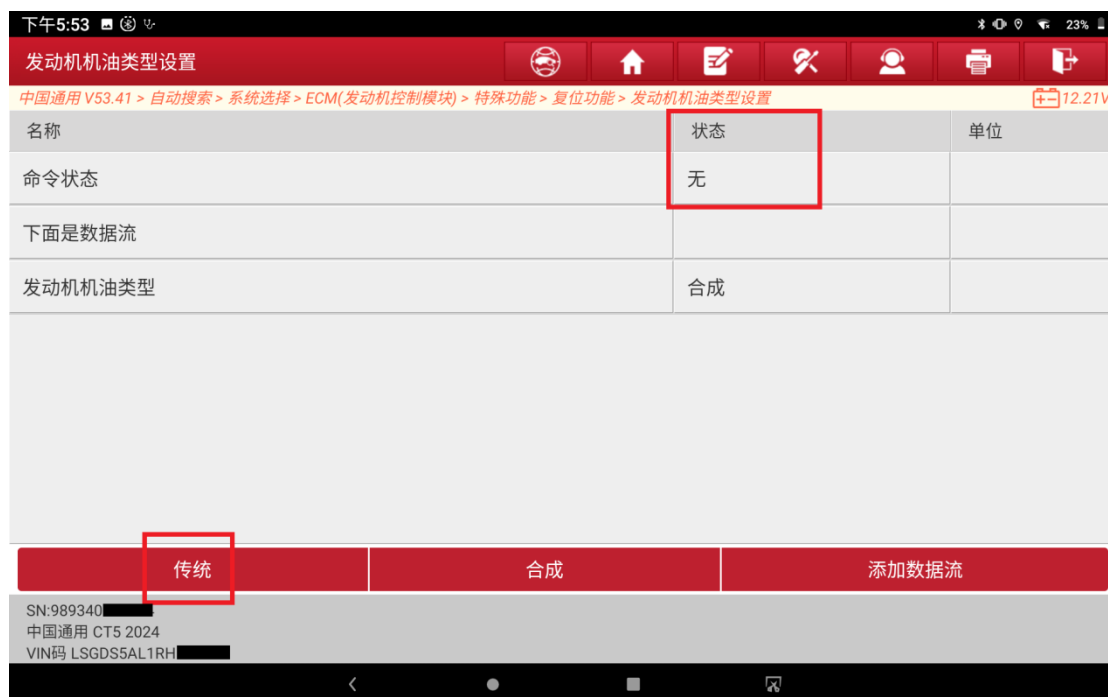 下午5:53
23%
发动机机油类型设置
中国通用 V53.41 > 自动搜索 > 系统选择 > ECM(发动机控制模块) > 特殊功能 > 复位功能 > 发动机机油类型设置
12.21V
名称 状态 单位
命令状态 无
下面是数据流
发动机机油类型 合成
传统 合成 添加数据流
SN:989340
中国通用 CT5 2024
VIN码 LSGDS5AL1RH